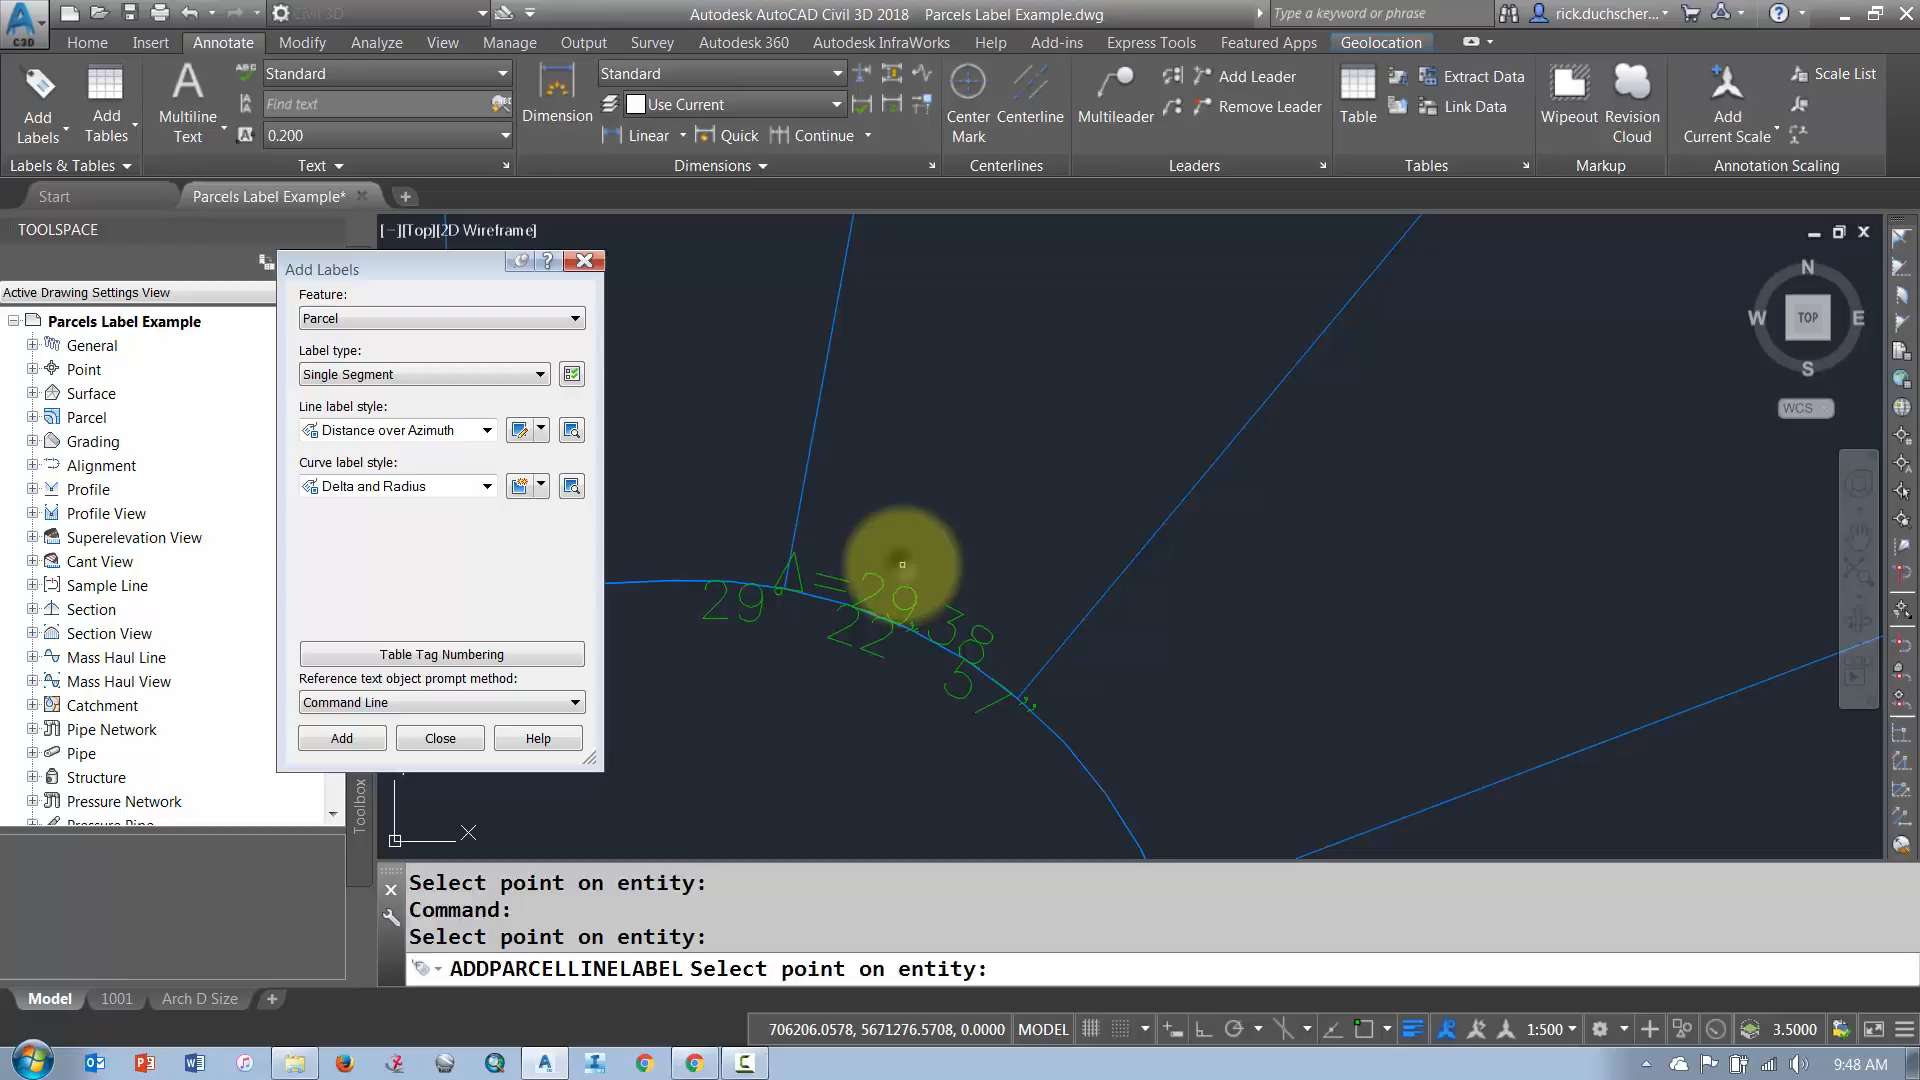 Civil 3D
Autodesk AutoCAD Civil 3D 2018 Parcels Label Example.dwg
Type a keyword or phrase
rick.duchscher...
C3D
Home Insert Annotate Modify Analyze View Manage Output Survey Autodesk 360 Autodesk InfraWorks Help Add-ins Express Tools Featured Apps Geolocation
Add Labels
Add Tables
Labels & Tables
Multiline Text
ABC
Standard
Find text
0.200
Text
Dimension
Standard
Use Current
Linear Quick Continue
Dimensions
Center Mark
Centerline
Centerlines
Multileader
Add Leader
Remove Leader
Leaders
Table
Extract Data
Link Data
Tables
Wipeout
Revision Cloud
Markup
Add Current Scale
Scale List
Annotation Scaling
Start
Parcels Label Example*
TOOLSPACE
Active Drawing Settings View
Parcels Label Example
General
Point
Surface
Parcel
Grading
Alignment
Profile
Profile View
Superelevation View
Cant View
Sample Line
Section
Section View
Mass Haul Line
Mass Haul View
Catchment
Pipe Network
Pipe
Structure
Pressure Network
Pressure Pipe
Toolbox
Add Labels
Feature:
Parcel
Label type:
Single Segment
Line label style:
Distance over Azimuth
Curve label style:
Delta and Radius
Table Tag Numbering
Reference text object prompt method:
Command Line
Add Close Help
[−][Top][2D Wireframe]
N
W TOP E
S
WCS
Select point on entity:
Command:
Select point on entity:
ADDPARCELLINELABEL Select point on entity:
Model 1001 Arch D Size
706206.0578, 5671276.5708, 0.0000 MODEL 1:500 3.5000
9:48 AM